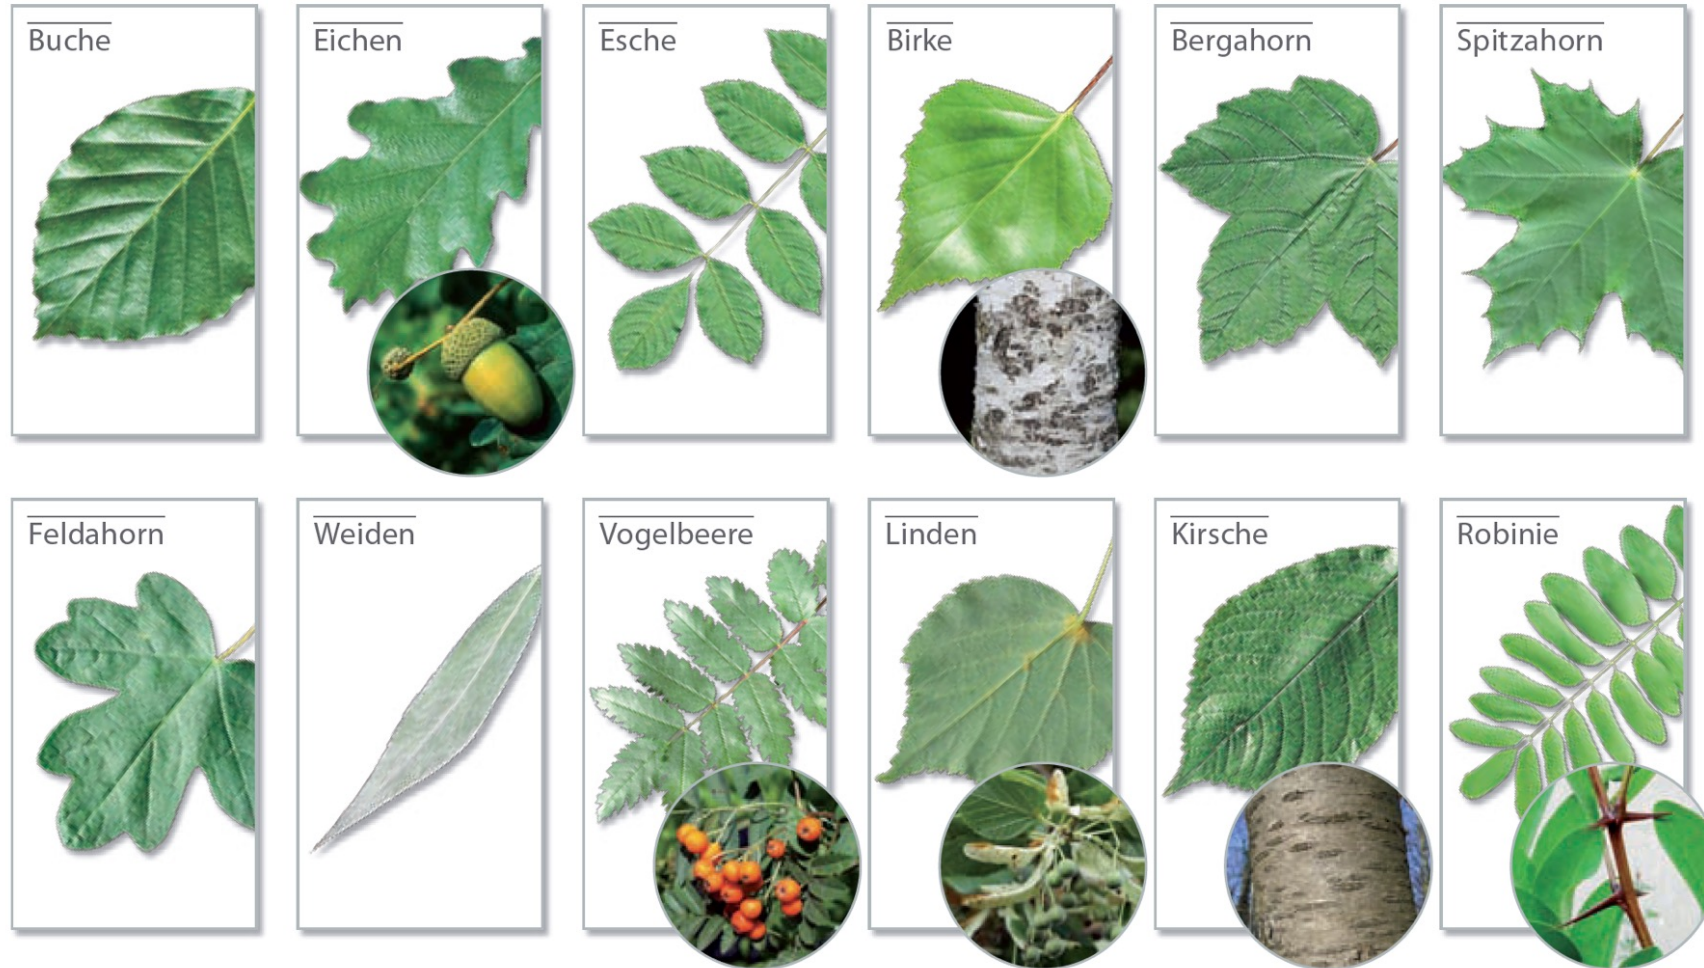 Buche
Eichen
Esche
Birke
Bergahorn
Spitzahorn
Feldahorn
Weiden
Vogelbeere
Linden
Kirsche
Robinie